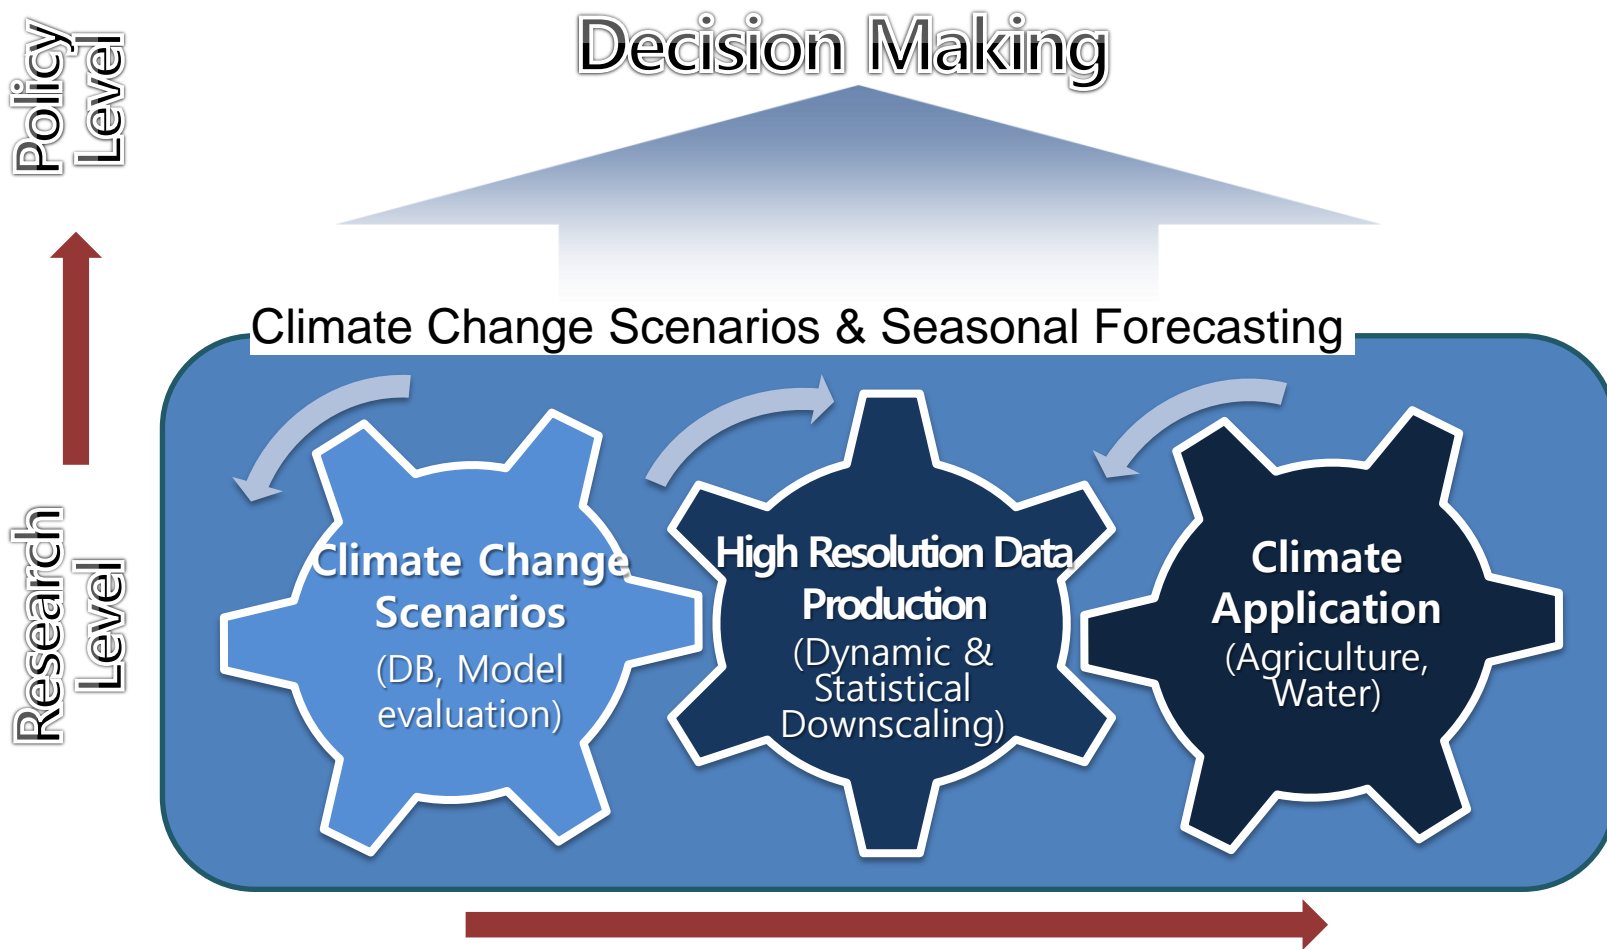 Policy
Level
Decision Making
Climate Change Scenarios & Seasonal Forecasting
Research
Level
Climate Change
Scenarios
(DB, Model
evaluation)
High Resolution Data
Production
(Dynamic &
Statistical
Downscaling)
Climate
Application
(Agriculture,
Water)